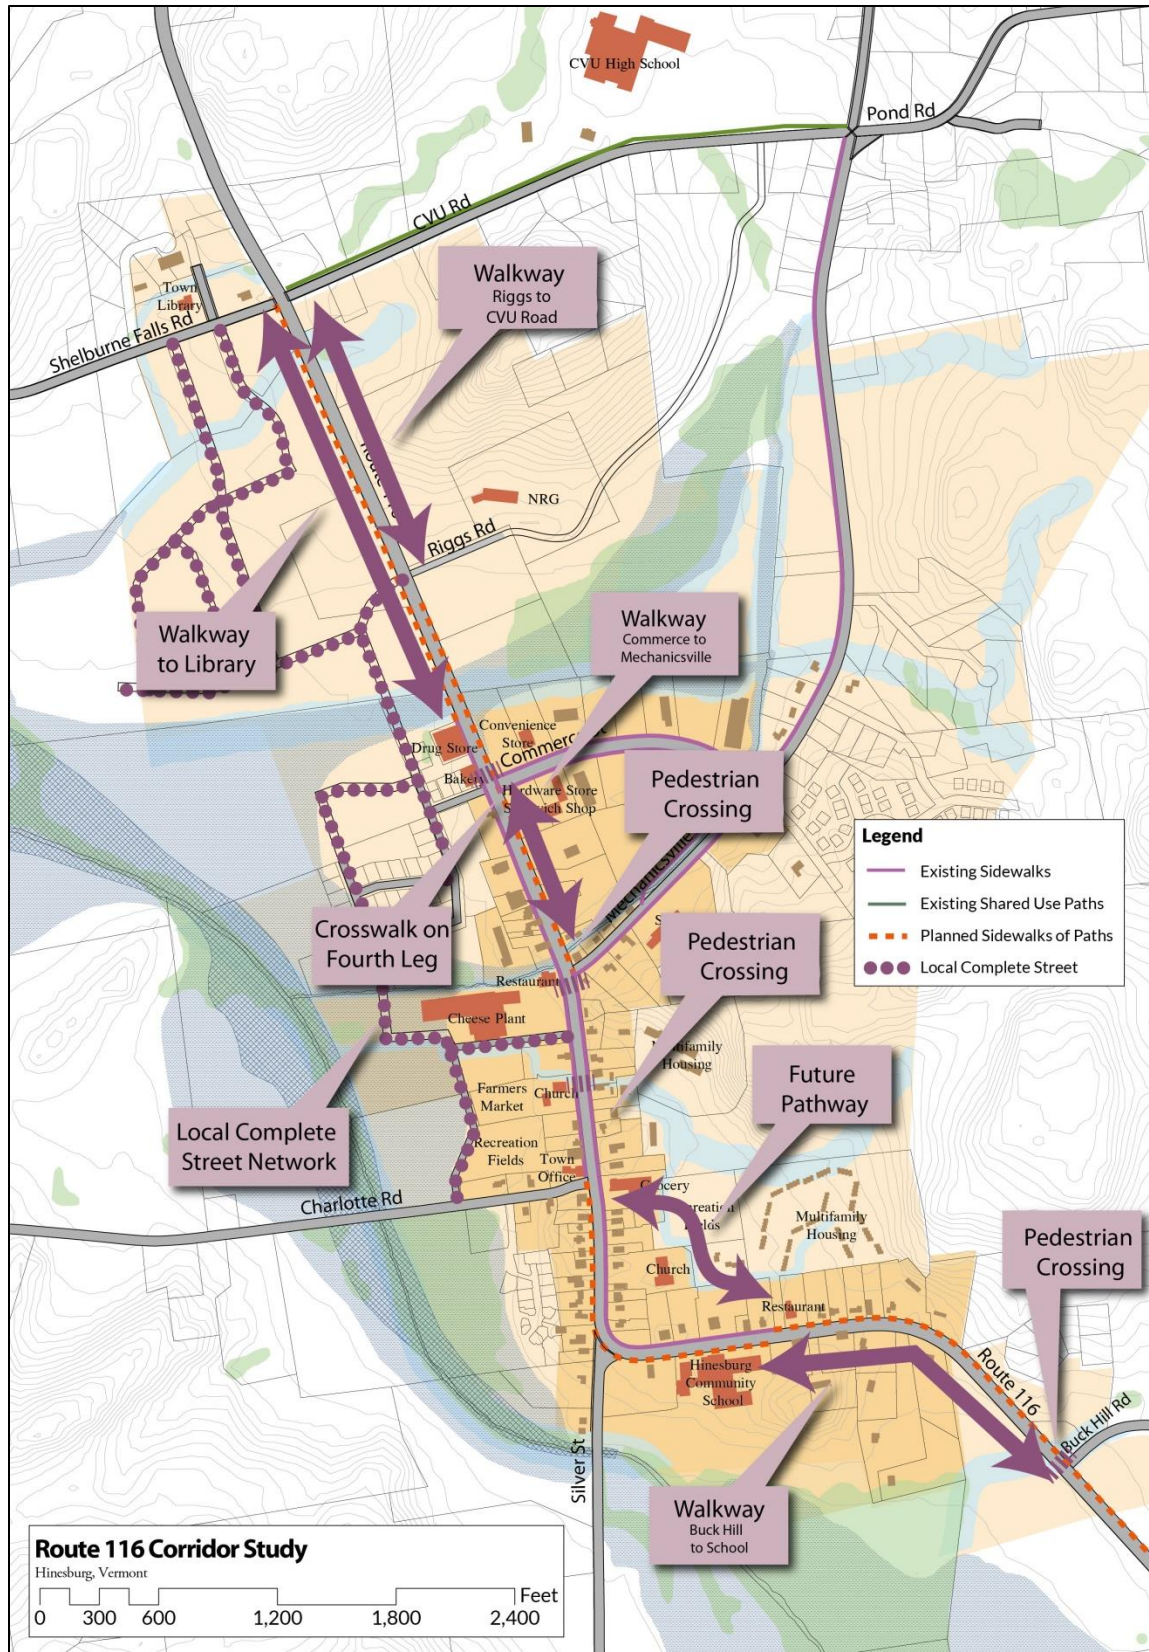 CVU High School
Pond Rd
CVU Rd
Walkway
Riggs to
CVU Road
Town
Library
Shelburne Falls Rd
NRG
Riggs Rd
Walkway
to Library
Walkway
Commerce to
Mechanicsville
Convenience
Store
Drug Store
Bakery
Hardware Store
Shop
Pedestrian
Crossing
Mechanicsville
Legend
Existing Sidewalks
Existing Shared Use Paths
Planned Sidewalks of Paths
Local Complete Street
Crosswalk on
Fourth Leg
Pedestrian
Crossing
Restaurant
Cheese Plant
Housing
Future
Pathway
Farmers
Market
Church
Local Complete
Street Network
Recreation
Fields
Town
Office
Charlotte Rd
Multifamily
Housing
Pedestrian
Crossing
Church
Restaurant
Hinesburg
Community
School
Route 116
Buck Hill Rd
Silver St
Walkway
Buck Hill
to School
Route 116 Corridor Study
Hinesburg, Vermont
Feet
0 300 600 1,200 1,800 2,400